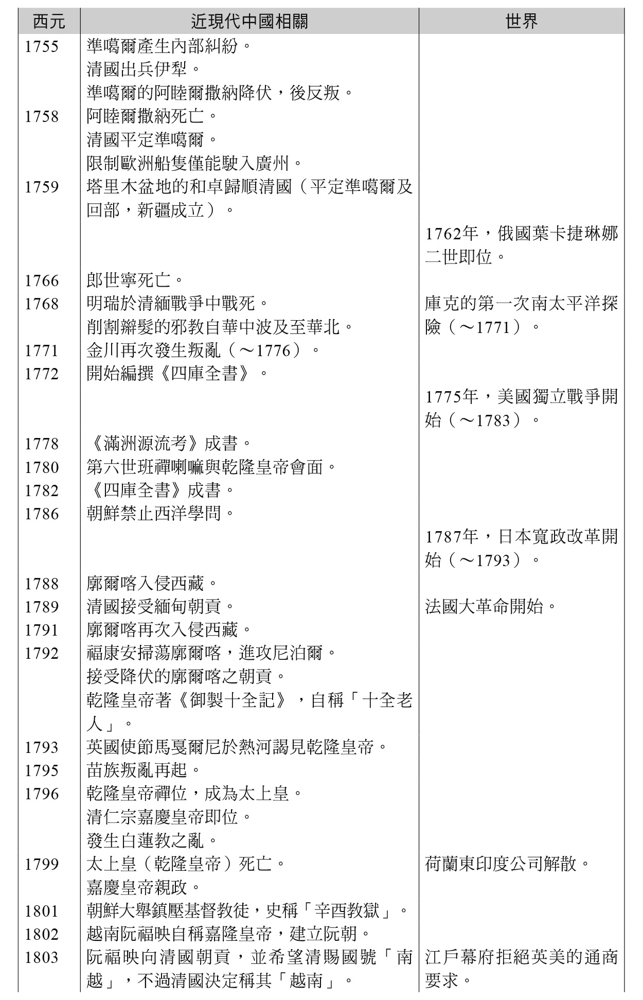 西元 近現代中國相關 世界
1755 準噶爾產生內部糾紛。
清國出兵伊犁。
準噶爾的阿睦爾撒納降伏，後反叛。
1758 阿睦爾撒納死亡。
清國平定準噶爾。
限制歐洲船隻僅能駛入廣州。
1759 塔里木盆地的和卓歸順清國（平定準噶爾及
回部，新疆成立）。
1762年，俄國葉卡捷琳娜
二世即位。
1766 郎世寧死亡。
1768 明瑞於清緬戰爭中戰死。 庫克的第一次南太平洋探
削割辮髮的邪教自華中波及至華北。 險（～1771）。
1771 金川再次發生叛亂（～1776）。
1772 開始編撰《四庫全書》。
1775年，美國獨立戰爭開
始（～1783）。
1778 《滿洲源流考》成書。
1780 第六世班禪喇嘛與乾隆皇帝會面。
1782 《四庫全書》成書。
1786 朝鮮禁止西洋學問。
1787年，日本寬政改革開
始（～1793）。
1788 廓爾喀入侵西藏。
1789 清國接受緬甸朝貢。 法國大革命開始。
1791 廓爾喀再次入侵西藏。
1792 福康安掃蕩廓爾喀，進攻尼泊爾。
接受降伏的廓爾喀之朝貢。
乾隆皇帝著《御製十全記》，自稱「十全老
人」。
1793 英國使節馬戛爾尼於熱河謁見乾隆皇帝。
1795 苗族叛亂再起。
1796 乾隆皇帝禪位，成為太上皇。
清仁宗嘉慶皇帝即位。
發生白蓮教之亂。
1799 太上皇（乾隆皇帝）死亡。 荷蘭東印度公司解散。
嘉慶皇帝親政。
1801 朝鮮大舉鎮壓基督教徒，史稱「辛酉教獄」。
1802 越南阮福映自稱嘉隆皇帝，建立阮朝。
1803 阮福映向清國朝貢，並希望清賜國號「南 江戶幕府拒絕英美的通商
越」，不過清國決定稱其「越南」。 要求。